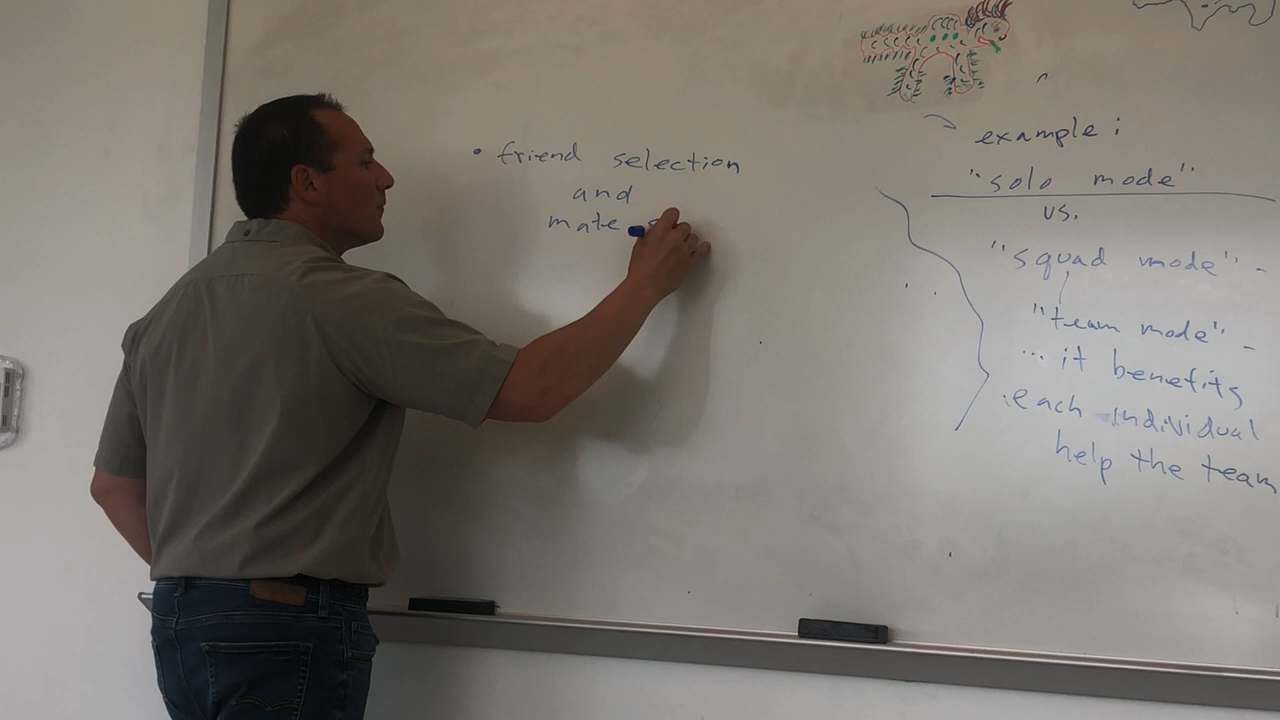 • friend selection
and
mate
example:
"solo mode"
vs.
"squad mode" -
"team mode" -
... it benefits
each individual
help the team